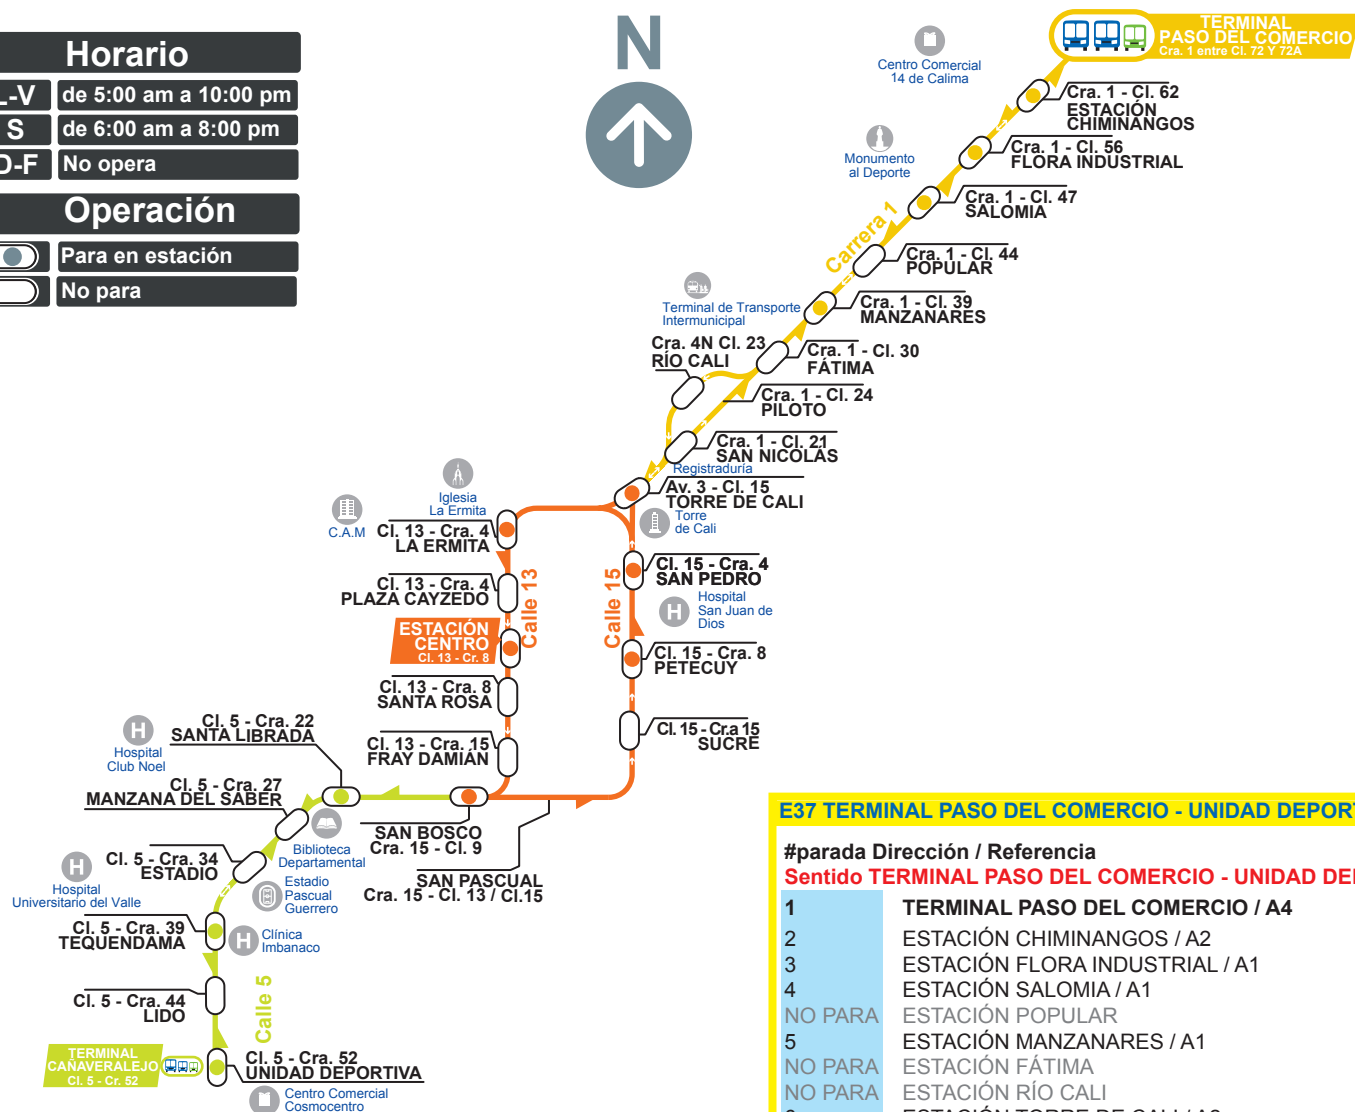 Horario
L-V de 5:00 am a 10:00 pm
S de 6:00 am a 8:00 pm
D-F No opera
Operación
Para en estación
No para
N
TERMINAL
PASO DEL COMERCIO
Cra. 1 entre Cl. 72 Y 72A
Centro Comercial
14 de Calima
Cra. 1 - Cl. 62
ESTACIÓN
CHIMINANGOS
Monumento
al Deporte
Cra. 1 - Cl. 56
FLORA INDUSTRIAL
Cra. 1 - Cl. 47
SALOMIA
Carrera 1
Cra. 1 - Cl. 44
POPULAR
Terminal de Transporte
Intermunicipal
Cra. 1 - Cl. 39
MANZANARES
Cra. 4N Cl. 23
RÍO CALI
Cra. 1 - Cl. 30
FÁTIMA
Cra. 1 - Cl. 24
PILOTO
Cra. 1 - Cl. 21
SAN NICOLÁS
Registraduría
Av. 3 - Cl. 15
TORRE DE CALI
Torre
de Cali
Iglesia
La Ermita
C.A.M
Cl. 13 - Cra. 4
LA ERMITA
Cl. 13 - Cra. 4
PLAZA CAYZEDO
Calle 13
Calle 15
Cl. 15 - Cra. 4
SAN PEDRO
H
Hospital
San Juan de
Dios
ESTACIÓN
CENTRO
Cl. 13 - Cr. 8
Cl. 15 - Cra. 8
PETECUY
Cl. 13 - Cra. 8
SANTA ROSA
Cl. 15 - Cr.a 15
SUCRE
Cl. 13 - Cra. 15
FRAY DAMIÁN
H
Hospital
Club Noel
Cl. 5 - Cra. 22
SANTA LIBRADA
Cl. 5 - Cra. 27
MANZANA DEL SABER
SAN BOSCO
Cra. 15 - Cl. 9
Biblioteca
Departamental
SAN PASCUAL
Cra. 15 - Cl. 13 / Cl.15
Cl. 5 - Cra. 34
ESTADIO
H
Hospital
Universitario del Valle
Estadio
Pascual
Guerrero
Cl. 5 - Cra. 39
TEQUENDAMA
H
Clínica
Imbanaco
Cl. 5 - Cra. 44
LIDO
Calle 5
TERMINAL
CAÑAVERALEJO
Cl. 5 - Cr. 52
Cl. 5 - Cra. 52
UNIDAD DEPORTIVA
Centro Comercial
Cosmocentro
E37 TERMINAL PASO DEL COMERCIO - UNIDAD DEPORT
#parada Dirección / Referencia
Sentido TERMINAL PASO DEL COMERCIO - UNIDAD DE
1 TERMINAL PASO DEL COMERCIO / A4
2 ESTACIÓN CHIMINANGOS / A2
3 ESTACIÓN FLORA INDUSTRIAL / A1
4 ESTACIÓN SALOMIA / A1
NO PARA ESTACIÓN POPULAR
5 ESTACIÓN MANZANARES / A1
NO PARA ESTACIÓN FÁTIMA
NO PARA ESTACIÓN RÍO CALI